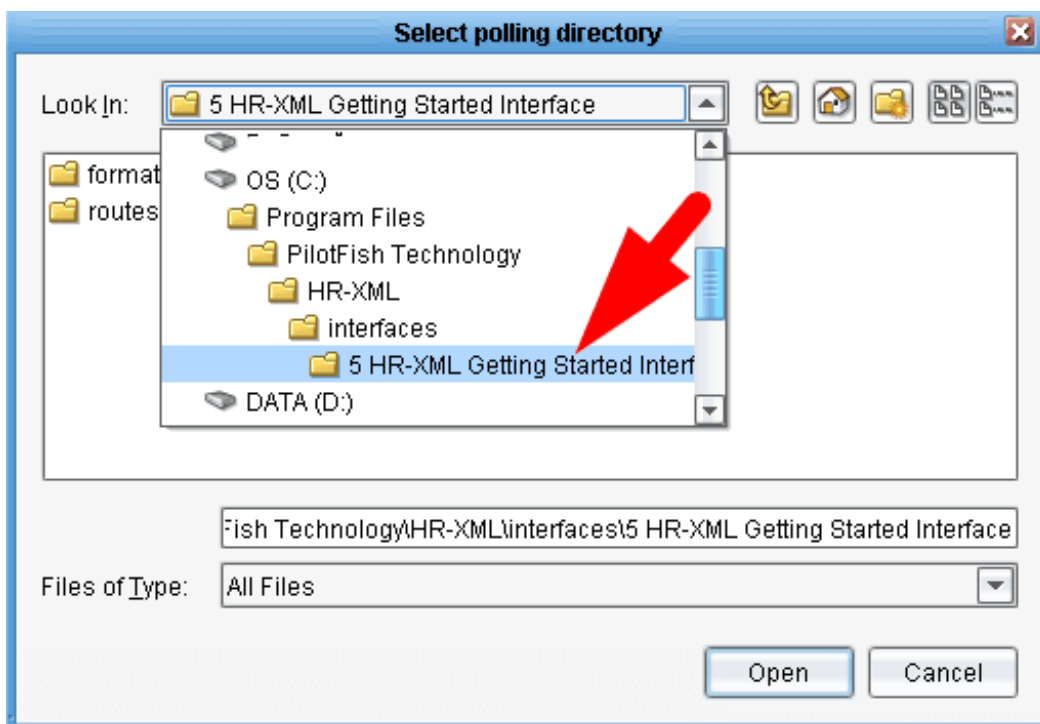 Select polling directory
Look In: 5 HR-XML Getting Started Interface
format
routes
OS (C:)
Program Files
PilotFish Technology
HR-XML
interfaces
5 HR-XML Getting Started Interf
DATA (D:)
Fish Technology\HR-XML\interfaces\5 HR-XML Getting Started Interface
Files of Type: All Files
Open Cancel